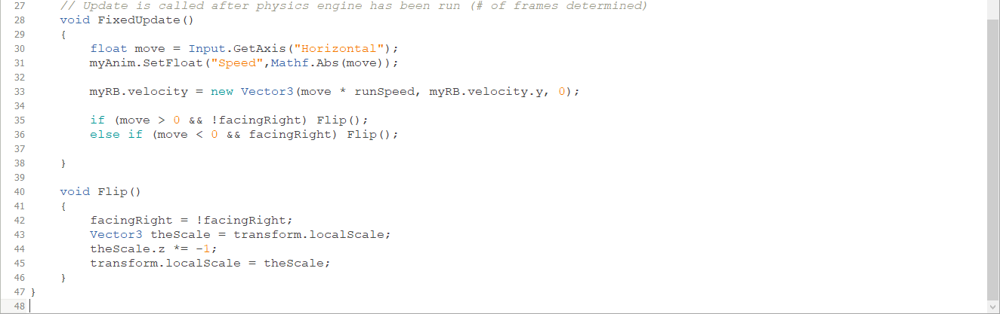 27 // Update is called after physics engine has been run (# of frames determined)
28 void FixedUpdate()
29 {
30 float move = Input.GetAxis("Horizontal");
31 myAnim.SetFloat("Speed",Mathf.Abs(move));
32
33 myRB.velocity = new Vector3(move * runSpeed, myRB.velocity.y, 0);
34
35 if (move > 0 && !facingRight) Flip();
36 else if (move < 0 && facingRight) Flip();
37
38 }
39
40 void Flip()
41 {
42 facingRight = !facingRight;
43 Vector3 theScale = transform.localScale;
44 theScale.z *= -1;
45 transform.localScale = theScale;
46 }
47 }
48